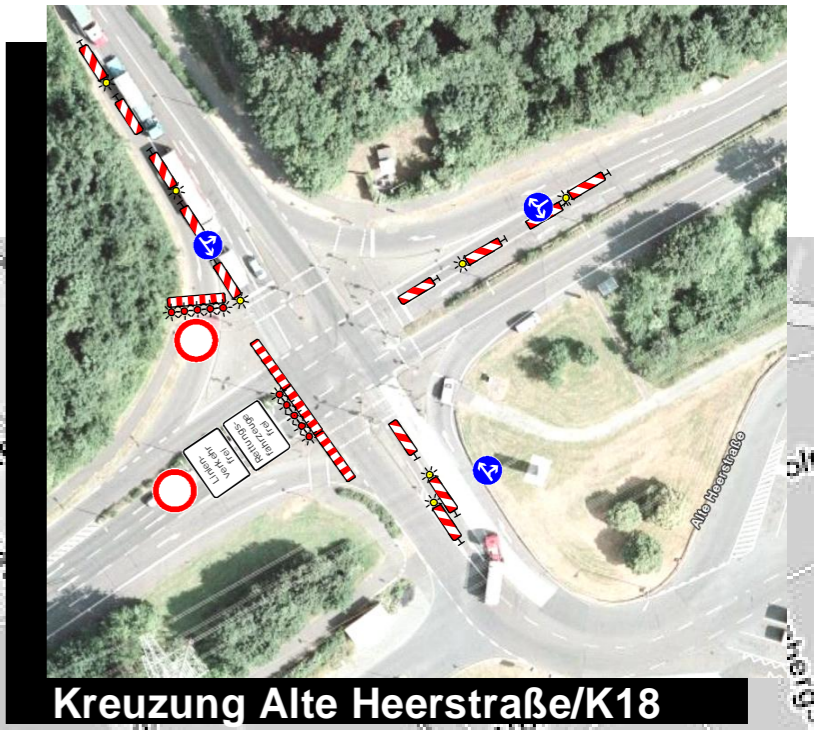 Linien-
verkehr
frei
Rettungs-
fahrzeuge
frei
Alte Heerstraße
Kreuzung Alte Heerstraße/K18